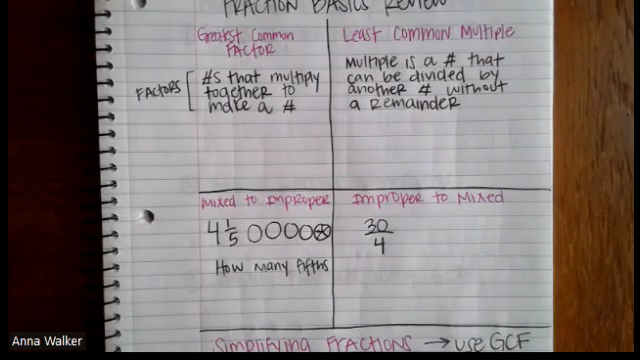 FRACTION BASICS REVIEW
Greatest Common
FACTOR
FACTORS
#s that multiply
together to
make a #
Least Common Multiple
Multiple is a # that
can be divided by
another # without
a Remainder
Mixed to Improper
4 1/5
How many fifths
Improper to Mixed
30
4
Simplifying FRACTIONS → use GCF
Anna Walker